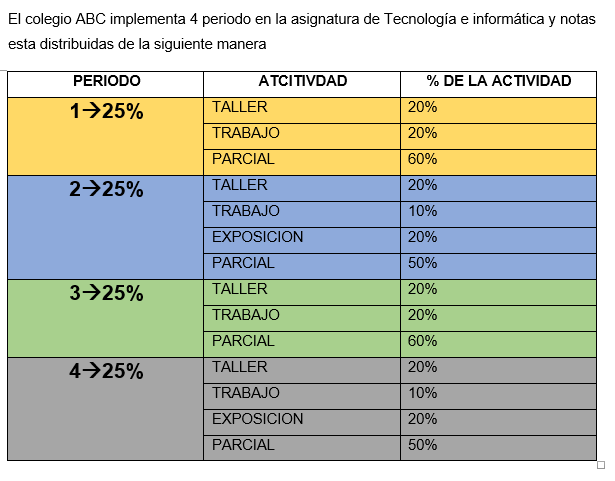 El colegio ABC implementa 4 periodo en la asignatura de Tecnología e informática y notas
esta distribuidas de la siguiente manera
PERIODO ATCITIVDAD % DE LA ACTIVIDAD
1→25% TALLER 20%
TRABAJO 20%
PARCIAL 60%
2→25% TALLER 20%
TRABAJO 10%
EXPOSICION 20%
PARCIAL 50%
3→25% TALLER 20%
TRABAJO 20%
PARCIAL 60%
4→25% TALLER 20%
TRABAJO 10%
EXPOSICION 20%
PARCIAL 50%